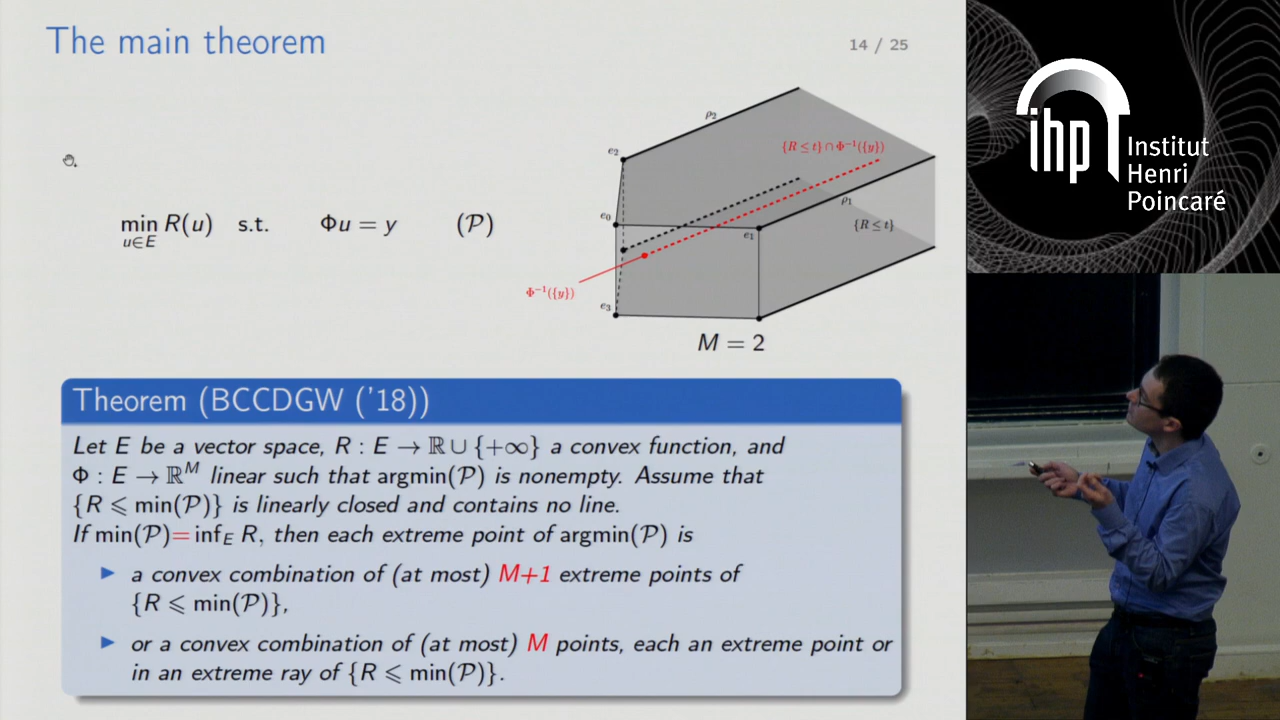 The main theorem
14 / 25
ρ₂
e₂
{R ≤ t} ∩ Φ⁻¹({y})
ρ₁
e₀
e₁
{R ≤ t}
min R(u) s.t. Φu = y (𝒫)
u∈E
Φ⁻¹({y})
e₃
M = 2
Theorem (BCCDGW ('18))
Let E be a vector space, R : E → ℝ ∪ {+∞} a convex function, and
Φ : E → ℝᴹ linear such that argmin(𝒫) is nonempty. Assume that
{R ⩽ min(𝒫)} is linearly closed and contains no line.
If min(𝒫)=inf_E R, then each extreme point of argmin(𝒫) is
a convex combination of (at most) M+1 extreme points of
{R ⩽ min(𝒫)},
or a convex combination of (at most) M points, each an extreme point or
in an extreme ray of {R ⩽ min(𝒫)}.
ihp
Institut
Henri
Poincaré